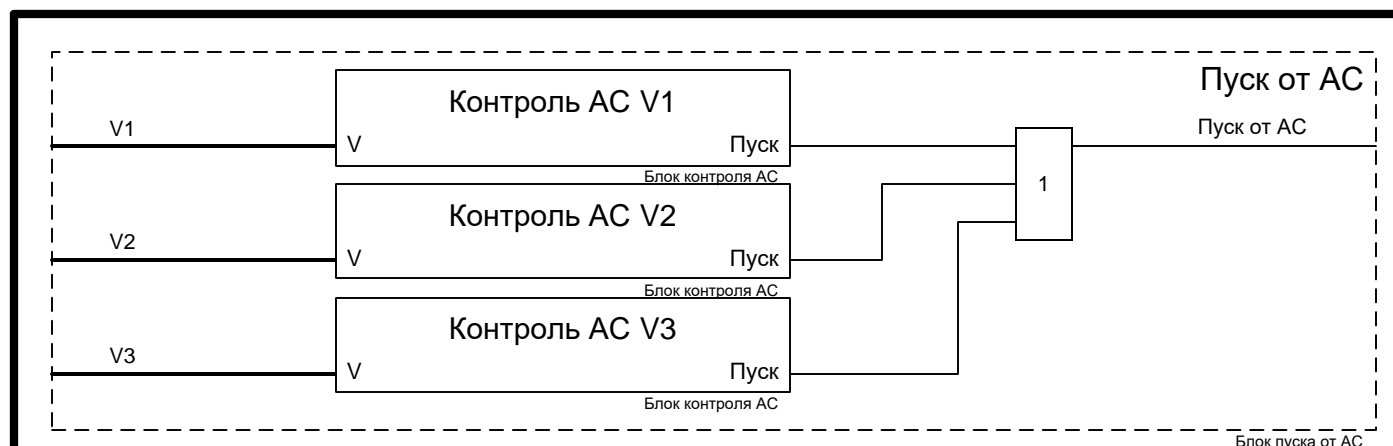 Пуск от АС
Контроль АС V1
V1
V
Пуск
Пуск от АС
Блок контроля АС
1
Контроль АС V2
V2
V
Пуск
Блок контроля АС
Контроль АС V3
V3
V
Пуск
Блок контроля АС
Блок пуска от АС